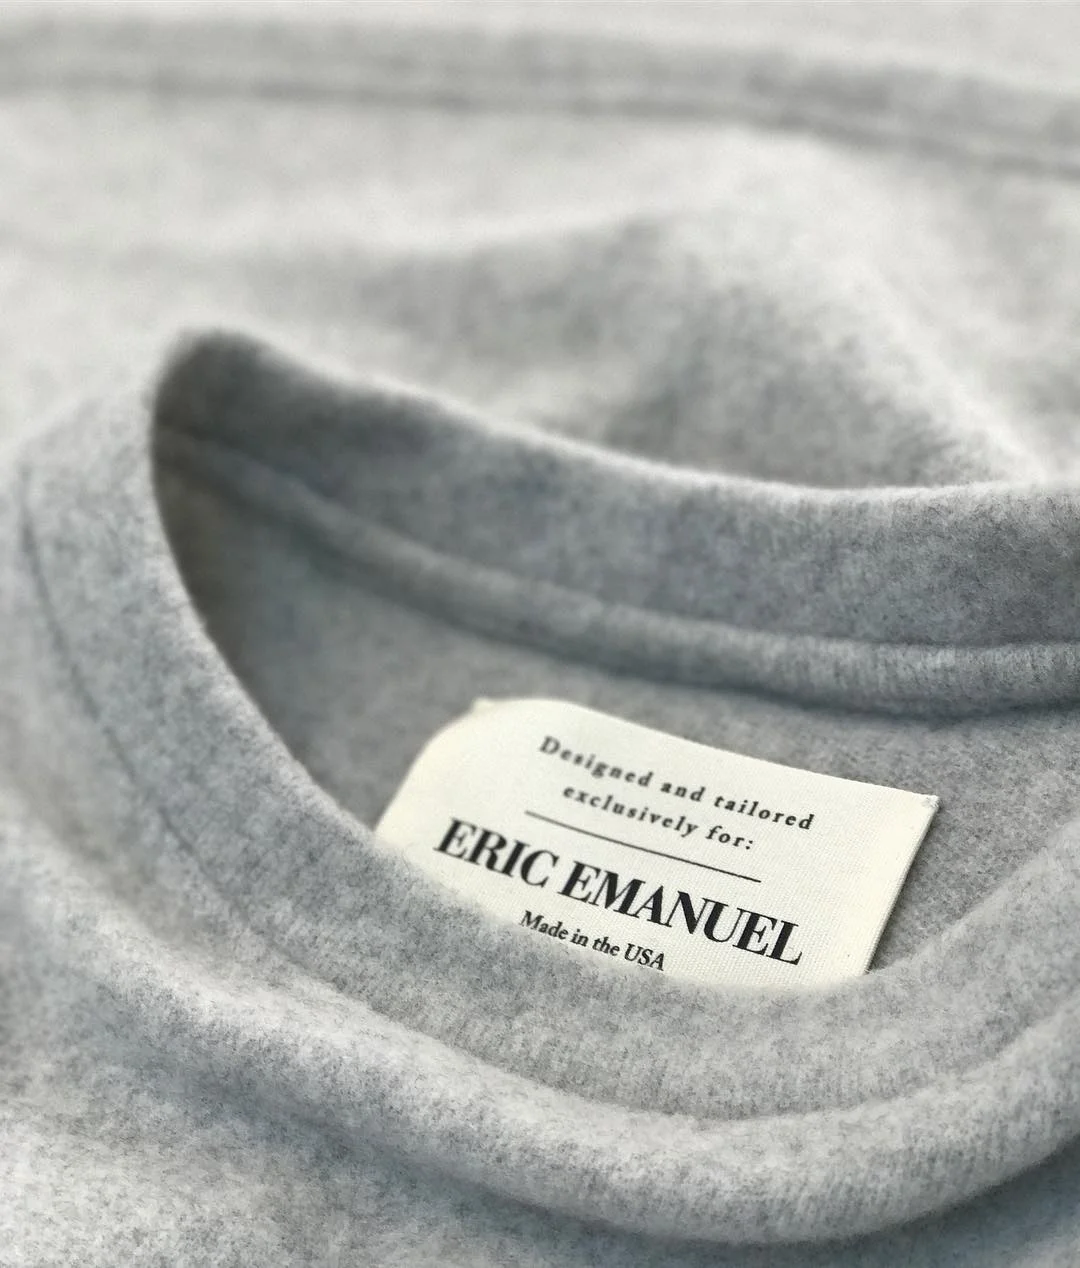 Designed and tailored
exclusively for:
ERIC EMANUEL
Made in the USA